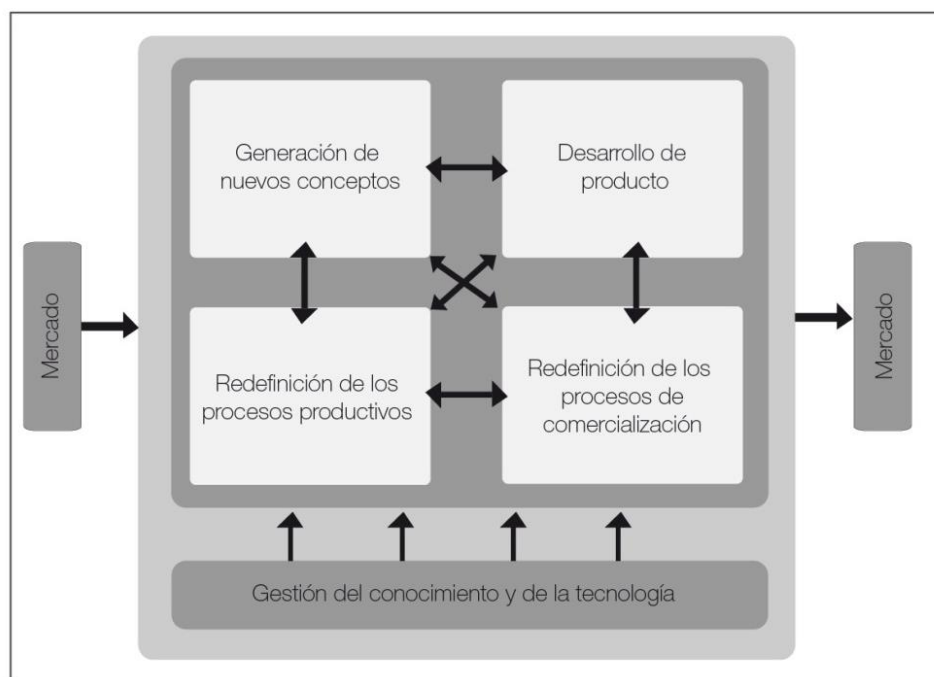 Mercado
Generación de
nuevos conceptos
Desarrollo de
producto
Redefinición de los
procesos productivos
Redefinición de los
procesos de
comercialización
Gestión del conocimiento y de la tecnología
Mercado